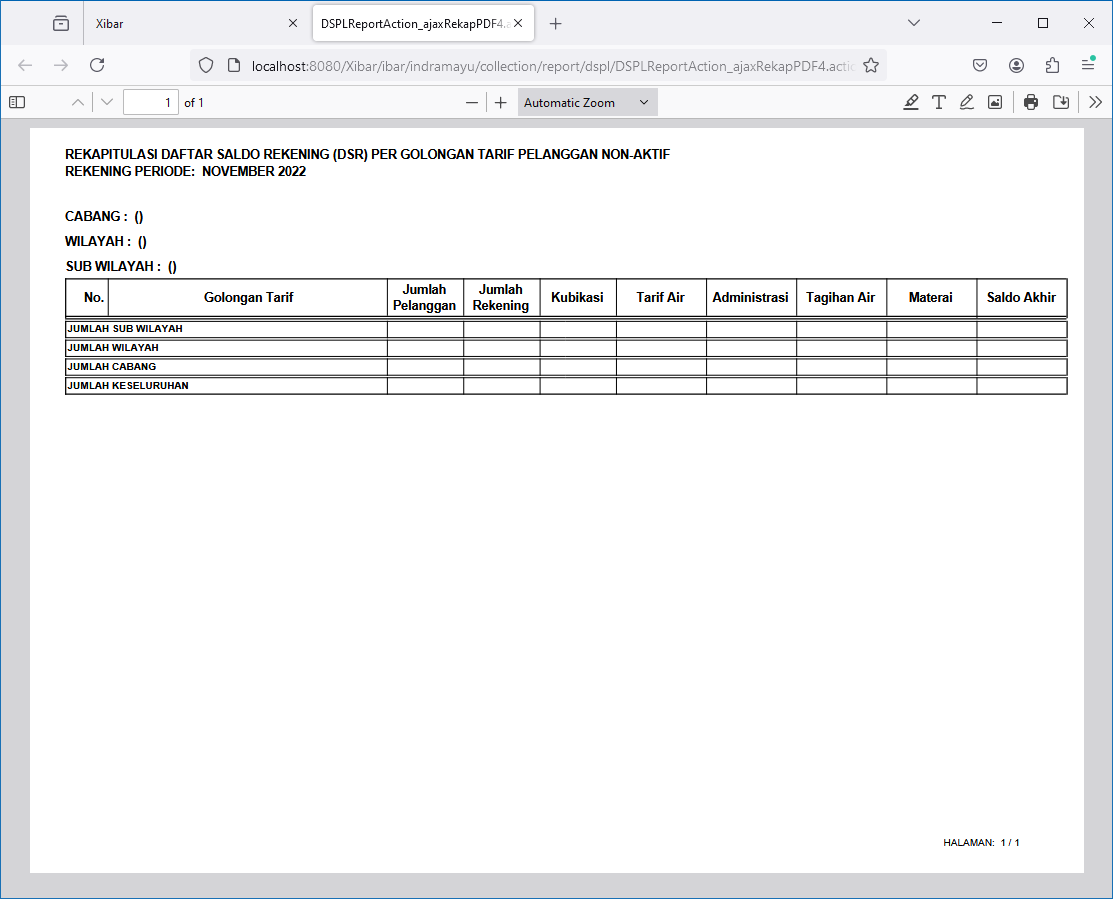 Xibar
DSPLReportAction_ajaxRekapPDF4.a
localhost:8080/Xibar/ibar/indramayu/collection/report/dspl/DSPLReportAction_ajaxRekapPDF4.actio
1 of 1
Automatic Zoom
REKAPITULASI DAFTAR SALDO REKENING (DSR) PER GOLONGAN TARIF PELANGGAN NON-AKTIF
REKENING PERIODE: NOVEMBER 2022
CABANG : ()
WILAYAH : ()
SUB WILAYAH : ()
No. Golongan Tarif Jumlah Pelanggan Jumlah Rekening Kubikasi Tarif Air Administrasi Tagihan Air Materai Saldo Akhir
JUMLAH SUB WILAYAH
JUMLAH WILAYAH
JUMLAH CABANG
JUMLAH KESELURUHAN
HALAMAN: 1 / 1